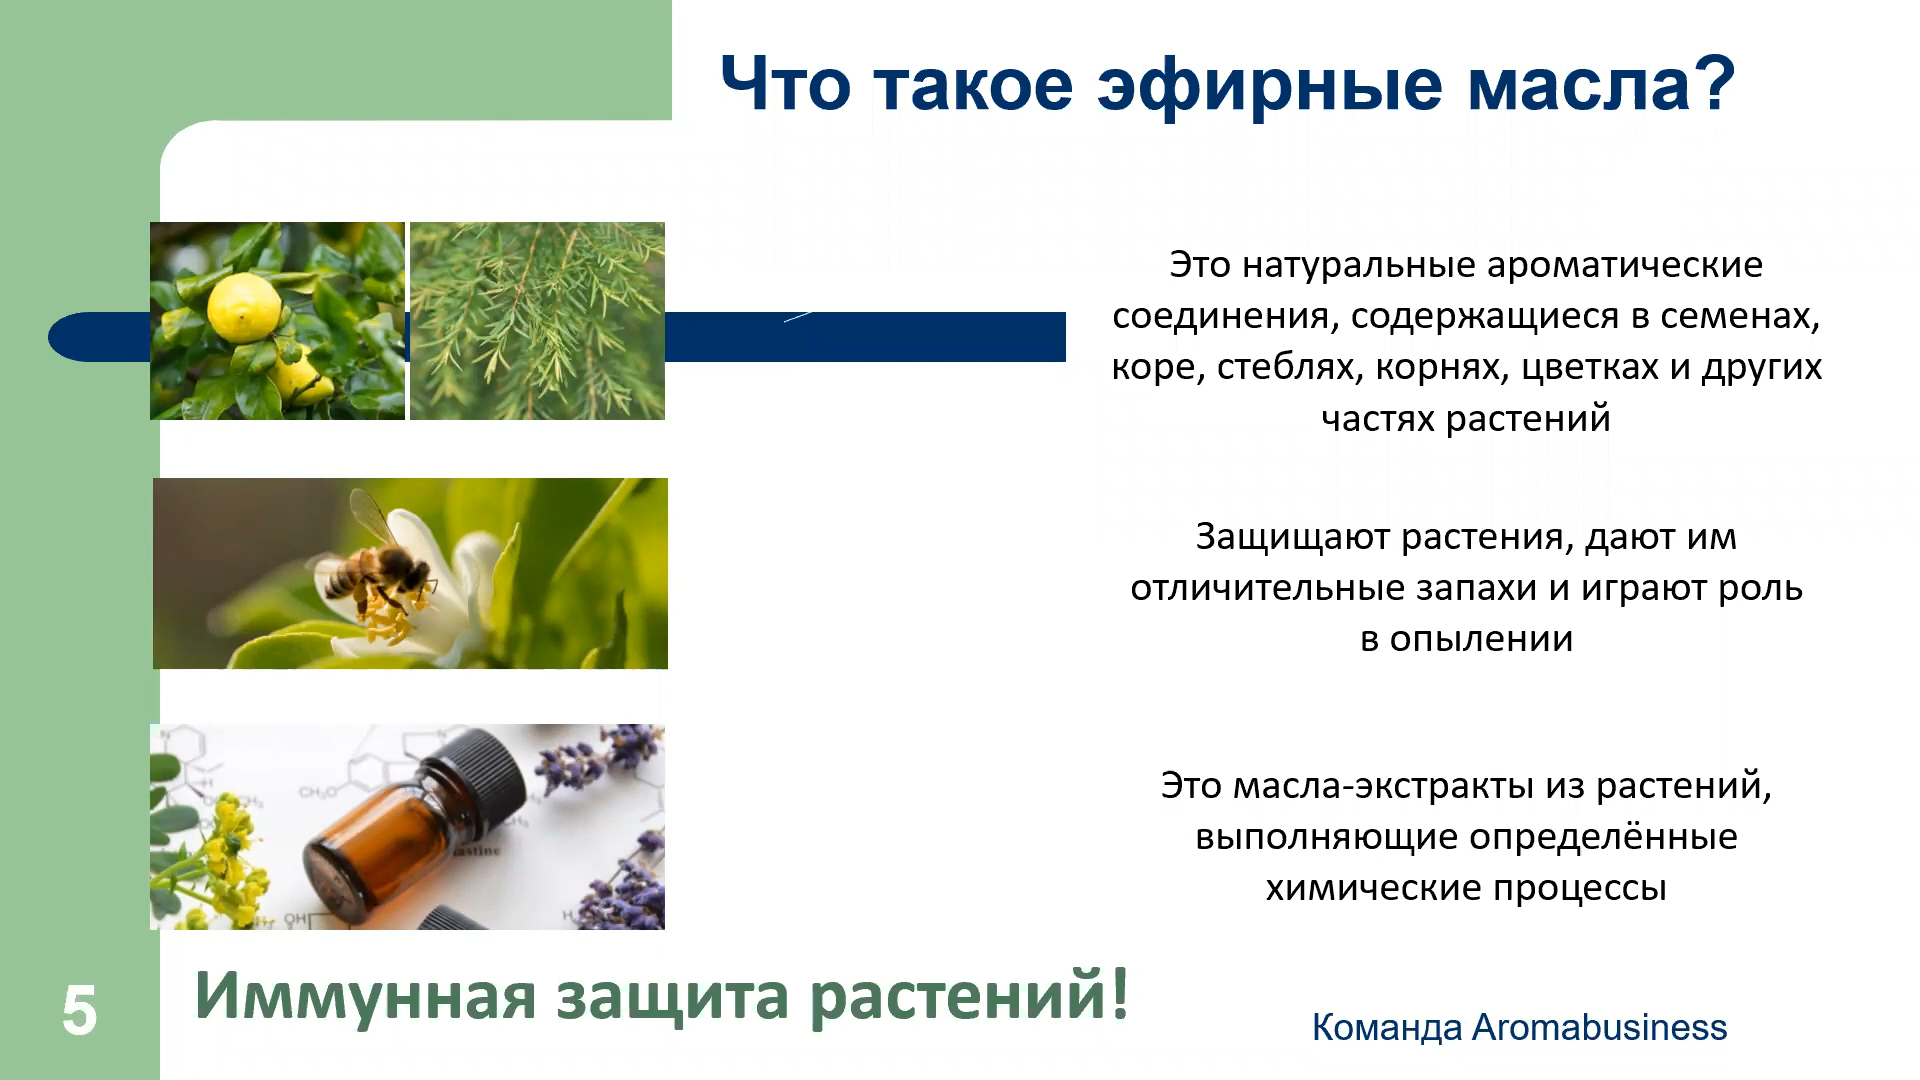 Что такое эфирные масла?
Это натуральные ароматические
соединения, содержащиеся в семенах,
коре, стеблях, корнях, цветках и других
частях растений
Защищают растения, дают им
отличительные запахи и играют роль
в опылении
CH₃O
OH
Это масла-экстракты из растений,
выполняющие определённые
химические процессы
Иммунная защита растений!
5
Команда Aromabusiness